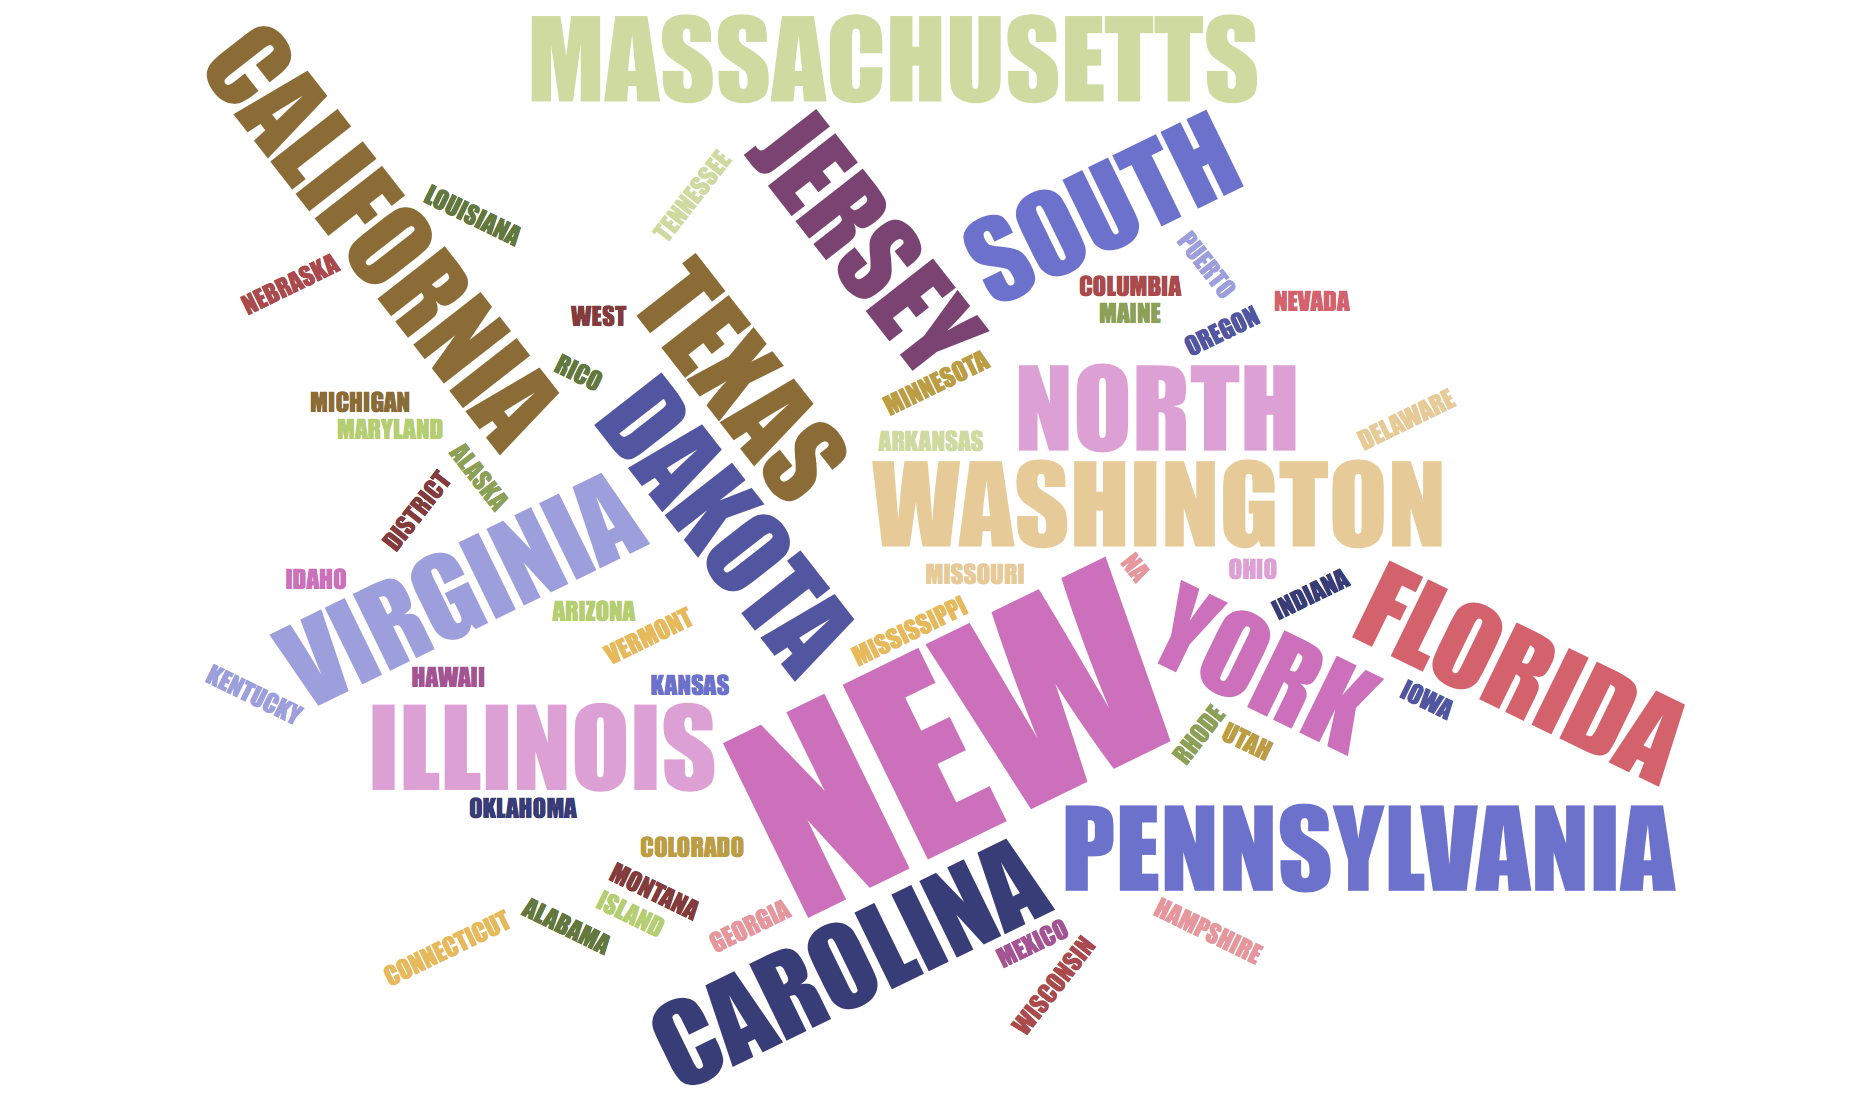 MASSACHUSETTS
CALIFORNIA
JERSEY
SOUTH
TENNESSEE
LOUISIANA
PUERTO
NEBRASKA
COLUMBIA
NEVADA
MAINE
WEST
TEXAS
OREGON
RICO
MINNESOTA
NORTH
MICHIGAN
MARYLAND
DAKOTA
ARKANSAS
DELAWARE
ALASKA
DISTRICT
WASHINGTON
VIRGINIA
IDAHO
MISSOURI
NA
OHIO
INDIANA
FLORIDA
ARIZONA
VERMONT
MISSISSIPPI
YORK
KENTUCKY
HAWAII
KANSAS
NEW
IOWA
RHODE
UTAH
ILLINOIS
OKLAHOMA
COLORADO
PENNSYLVANIA
MONTANA
ISLAND
GEORGIA
CAROLINA
ALABAMA
CONNECTICUT
MEXICO
HAMPSHIRE
WISCONSIN